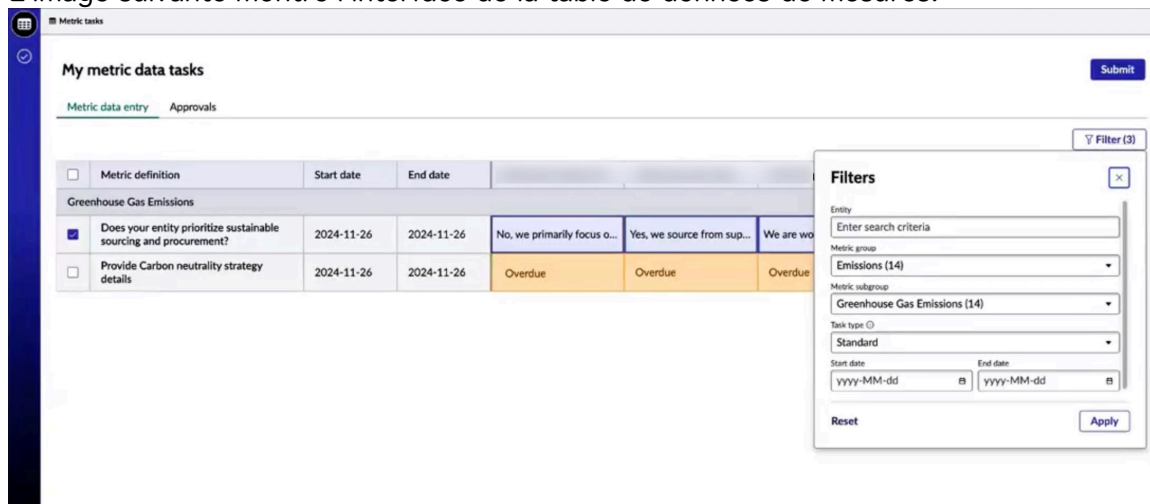 L'image suivante montre l'interface de la table de données de mesures.
Metric tasks
My metric data tasks
Submit
Metric data entry
Approvals
Filter (3)
Metric definition
Start date
End date
Greenhouse Gas Emissions
Does your entity prioritize sustainable
sourcing and procurement?
2024-11-26
2024-11-26
No, we primarily focus o...
Yes, we source from sup...
We are wo
Provide Carbon neutrality strategy
details
2024-11-26
2024-11-26
Overdue
Overdue
Overdue
Filters
Entity
Enter search criteria
Metric group
Emissions (14)
Metric subgroup
Greenhouse Gas Emissions (14)
Task type
Standard
Start date
End date
yyyy-MM-dd
yyyy-MM-dd
Reset
Apply